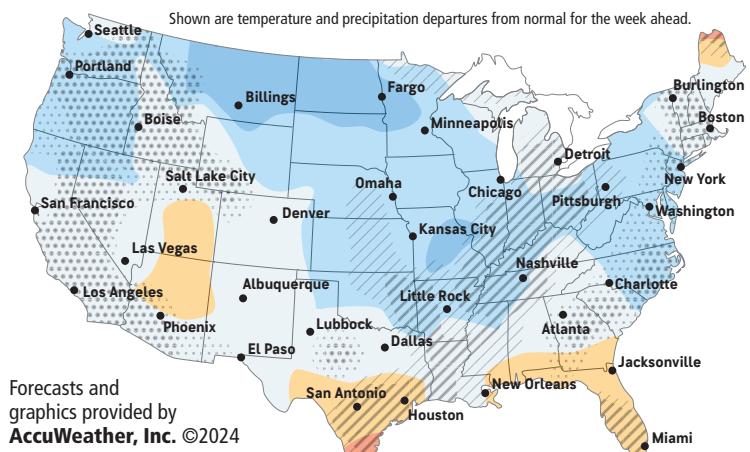 Shown are temperature and precipitation departures from normal for the week ahead.
Seattle
Portland
Billings
Fargo
Burlington
Boise
Minneapolis
Boston
Detroit
Salt Lake City
Omaha
Chicago
Pittsburgh
New York
San Francisco
Denver
Washington
Kansas City
Las Vegas
Nashville
Los Angeles
Albuquerque
Little Rock
Charlotte
Phoenix
Lubbock
Dallas
Atlanta
El Paso
Jacksonville
San Antonio
New Orleans
Houston
Miami
Forecasts and
graphics provided by
AccuWeather, Inc. ©2024